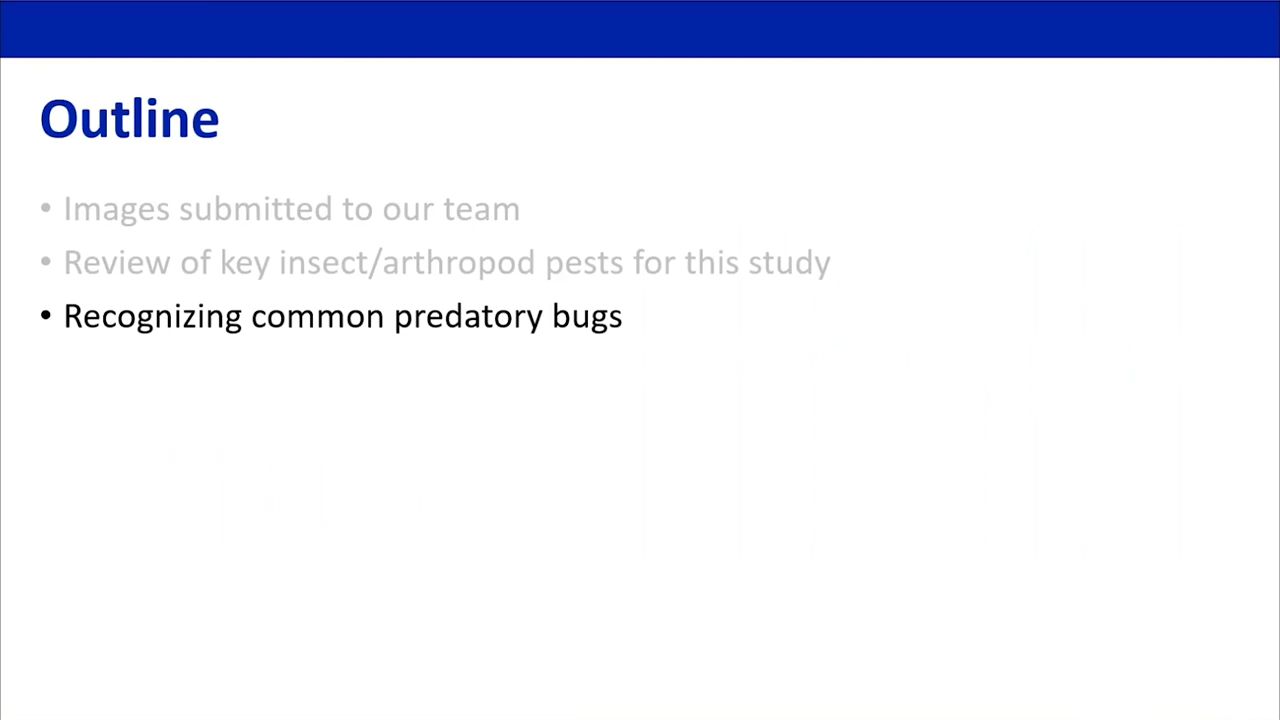 Outline
• Images submitted to our team
• Review of key insect/arthropod pests for this study
• Recognizing common predatory bugs